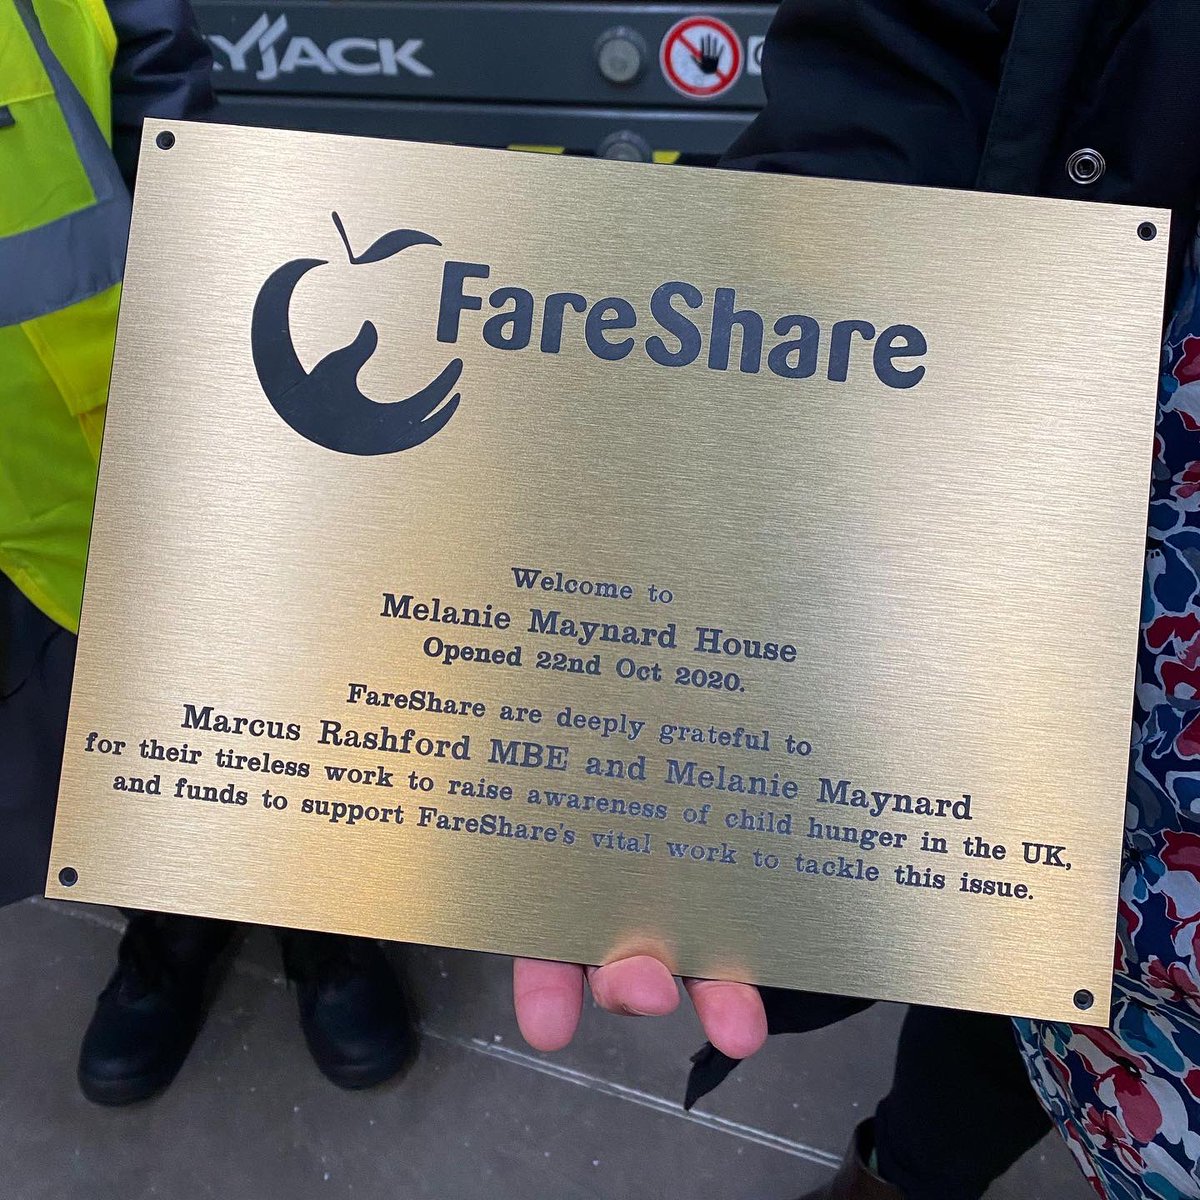 YJACK
FareShare
Welcome to
Melanie Maynard House
Opened 22nd Oct 2020.
FareShare are deeply grateful to
Marcus Rashford MBE and Melanie Maynard
for their tireless work to raise awareness of child hunger in the UK,
and funds to support FareShare's vital work to tackle this issue.